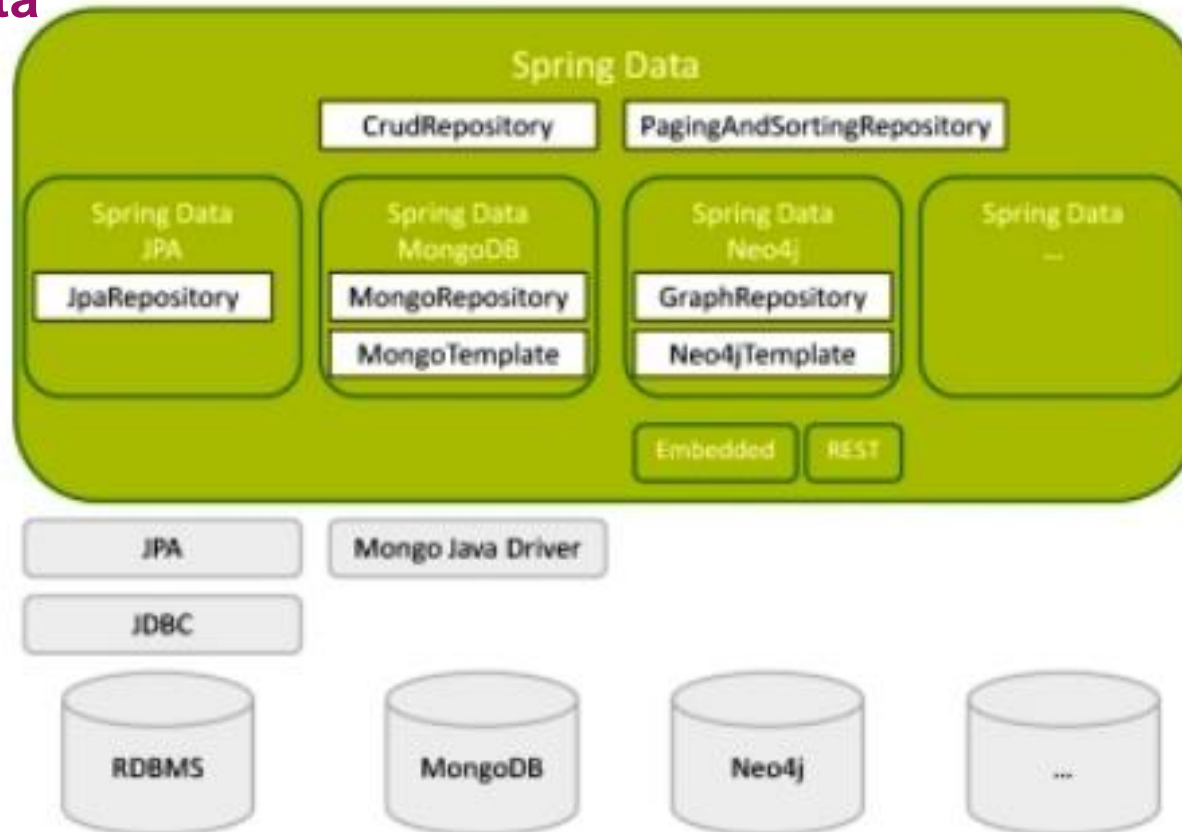 ta
Spring Data
CrudRepository
PagingAndSortingRepository
Spring Data
JPA
JpaRepository
Spring Data
MongoDB
MongoRepository
MongoTemplate
Spring Data
Neo4j
GraphRepository
Neo4jTemplate
Spring Data
...
Embedded
REST
JPA
Mongo Java Driver
JDBC
RDBMS
MongoDB
Neo4j
...